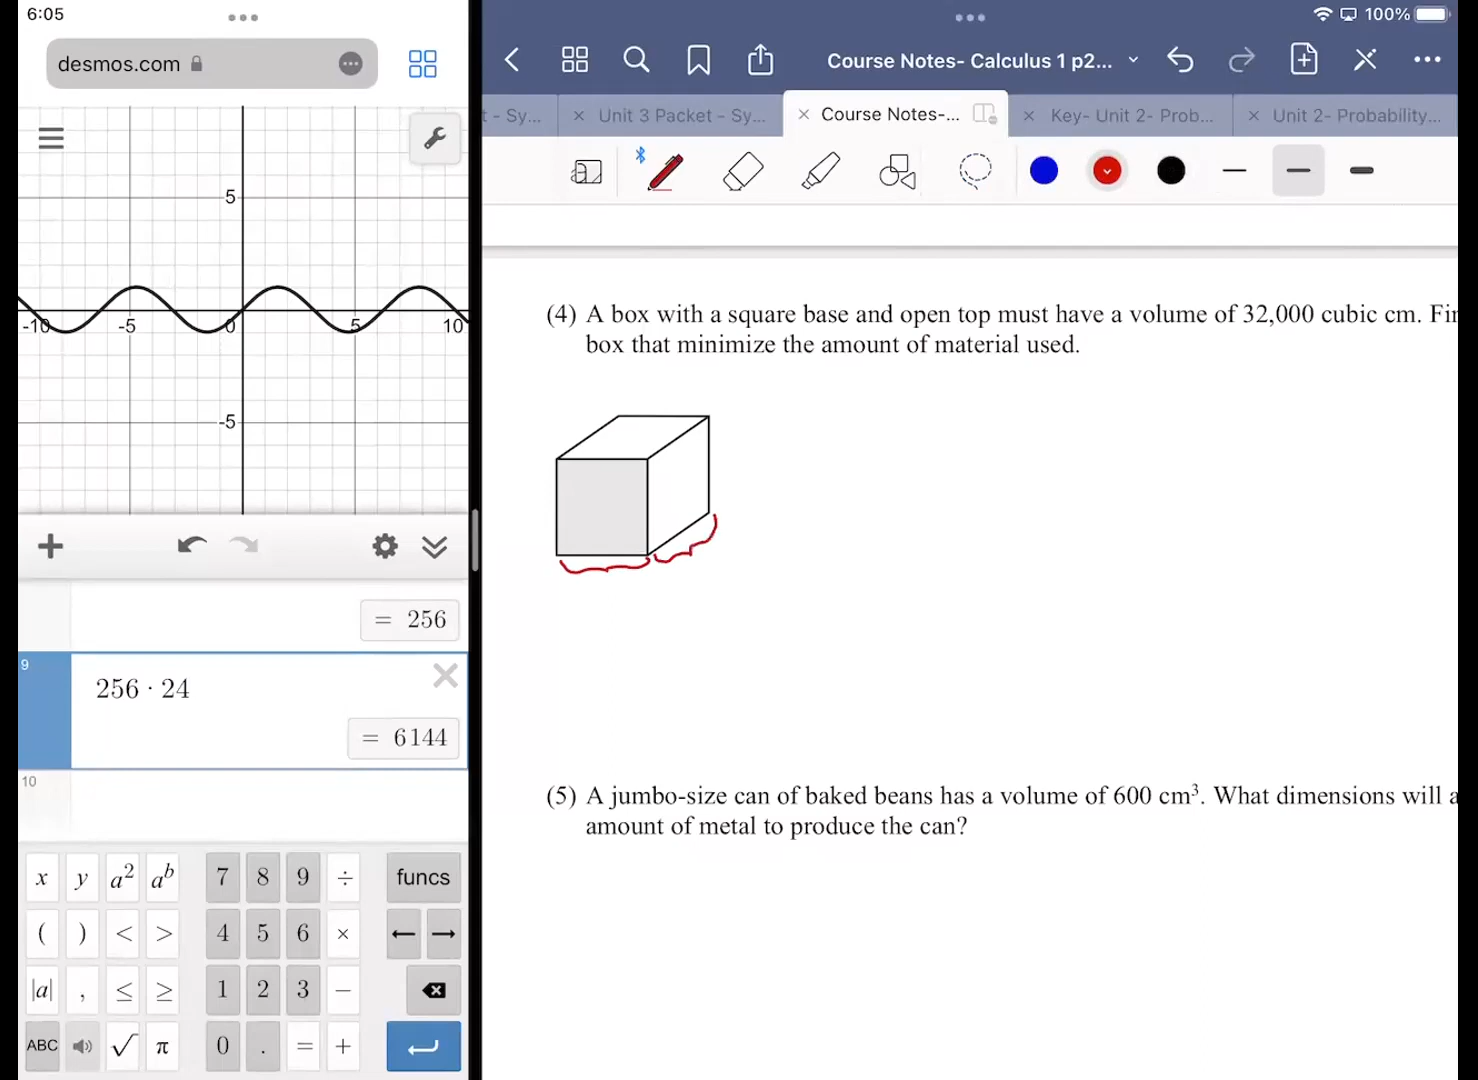 6:05
100%
desmos.com
Course Notes- Calculus 1 p2...
t - Sy...
Unit 3 Packet - Sy...
Course Notes-...
Key- Unit 2- Prob...
Unit 2- Probability...
5
-10
-5
0
5
10
-5
= 256
9
256 · 24
= 6144
10
x y a² aᵇ 7 8 9 ÷ funcs
( ) < > 4 5 6 × ← →
|a| , ≤ ≥ 1 2 3 −
ABC √ π 0 . = +
(4) A box with a square base and open top must have a volume of 32,000 cubic cm. Fin
box that minimize the amount of material used.
(5) A jumbo-size can of baked beans has a volume of 600 cm³. What dimensions will a
amount of metal to produce the can?